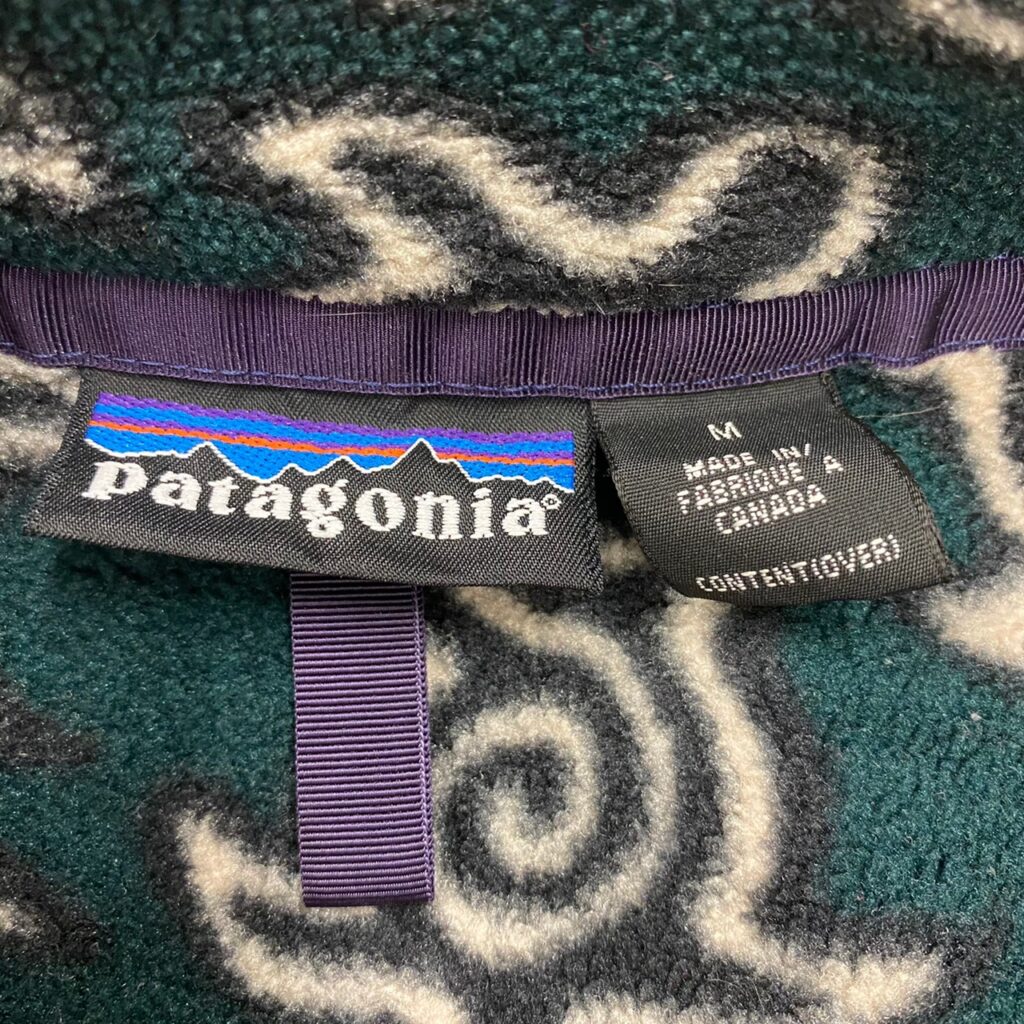 patagonia®
M
MADE IN/
FABRIQUE'A
CANADA
CONTENT(OVER)